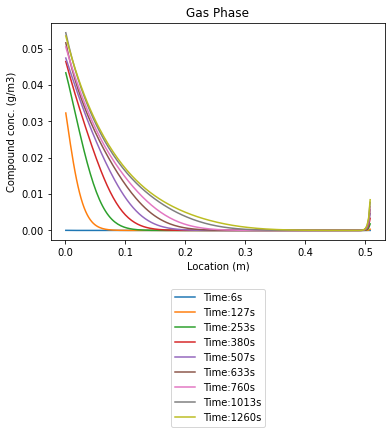 Gas Phase
Compound conc. (g/m3)
0.05
0.04
0.03
0.02
0.01
0.00
0.0 0.1 0.2 0.3 0.4 0.5
Location (m)
Time:6s
Time:127s
Time:253s
Time:380s
Time:507s
Time:633s
Time:760s
Time:1013s
Time:1260s